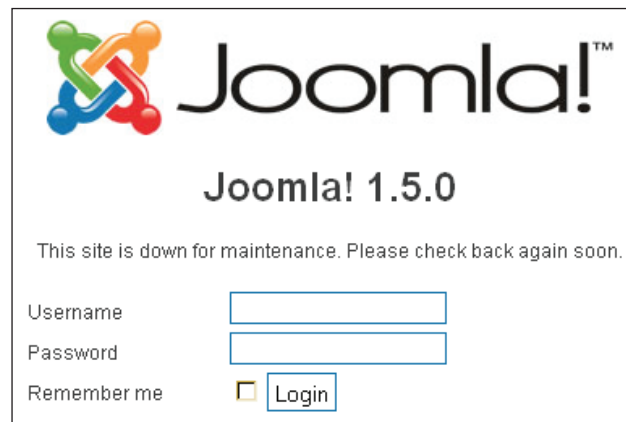 Joomla!™
Joomla! 1.5.0
This site is down for maintenance. Please check back again soon.
Username
Password
Remember me Login